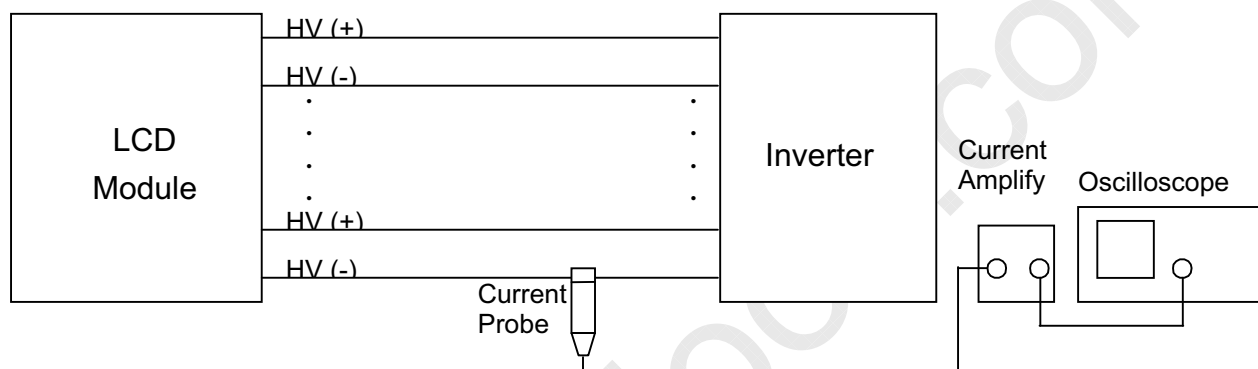 HV (+)
HV (-)
LCD
Module
Inverter
Current
Amplify
Oscilloscope
HV (+)
HV (-)
Current
Probe